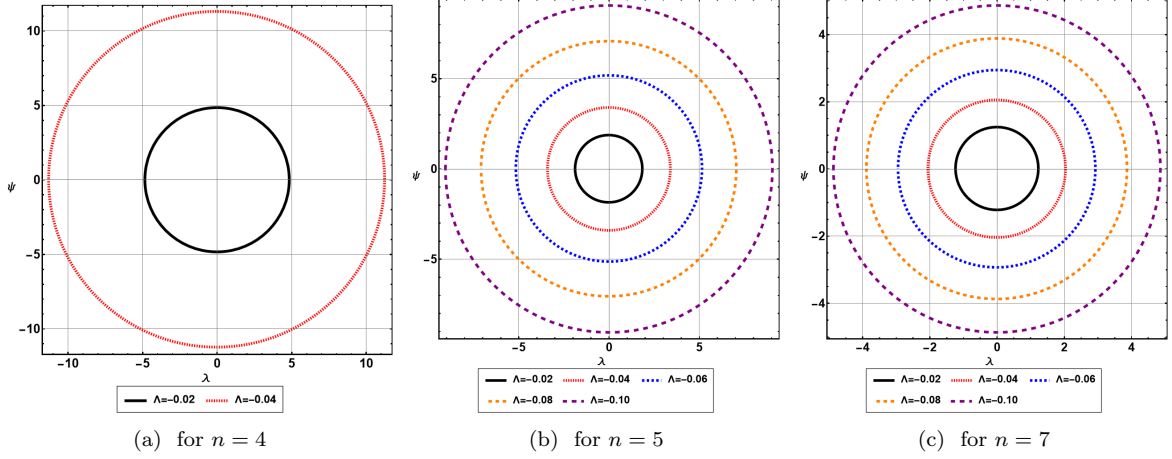 10
5
0
−5
−10
ψ
−10 −5 0 5 10
λ
Λ=−0.02 Λ=−0.04
(a) for n = 4
5
0
−5
ψ
−5 0 5
λ
Λ=−0.02 Λ=−0.04 Λ=−0.06
Λ=−0.08 Λ=−0.10
(b) for n = 5
4
2
0
−2
−4
ψ
−4 −2 0 2 4
λ
Λ=−0.02 Λ=−0.04 Λ=−0.06
Λ=−0.08 Λ=−0.10
(c) for n = 7